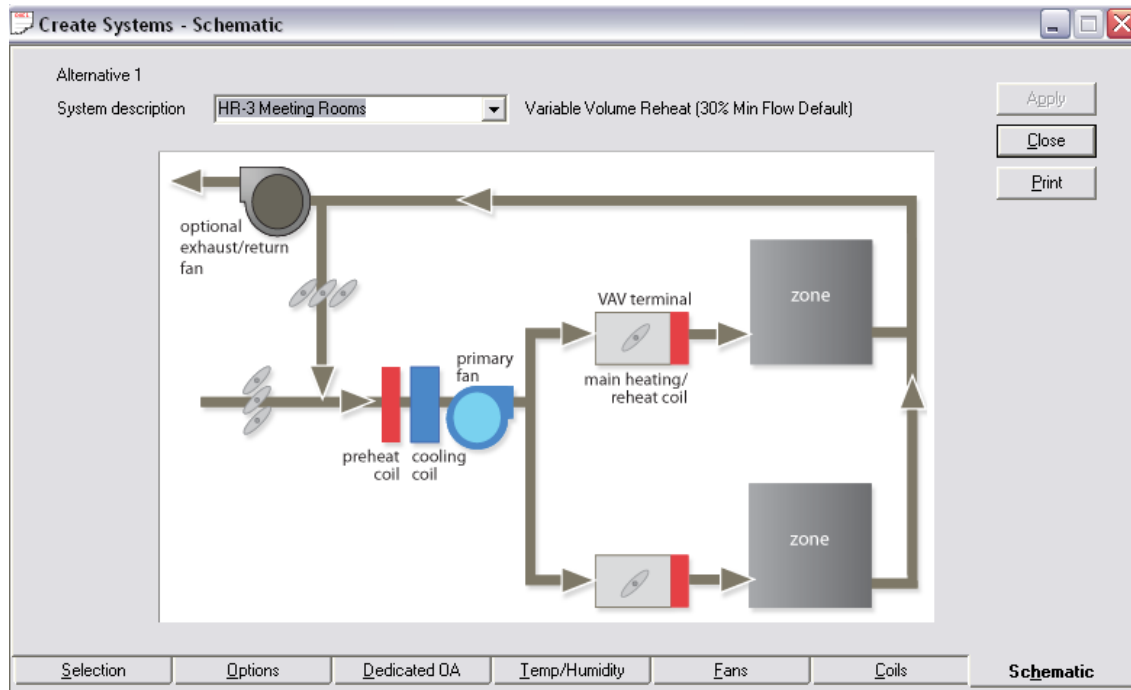 Create Systems - Schematic
Alternative 1
System description
HR-3 Meeting Rooms
Variable Volume Reheat (30% Min Flow Default)
Apply
Close
Print
optional
exhaust/return
fan
VAV terminal
zone
primary
fan
main heating/
reheat coil
preheat
coil
cooling
coil
zone
Selection
Options
Dedicated OA
Temp/Humidity
Fans
Coils
Schematic